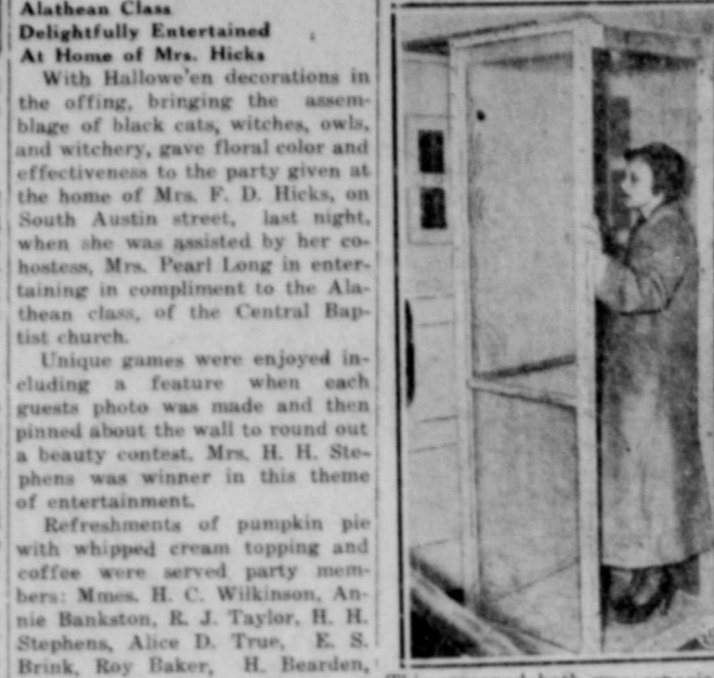 Alathean Class
Delightfully Entertained
At Home of Mrs. Hicks
With Hallowe'en decorations in
the offing, bringing the assem-
blage of black cats, witches, owls,
and witchery, gave floral color and
effectiveness to the party given at
the home of Mrs. F. D. Hicks, on
South Austin street, last night,
when she was assisted by her co-
hostess, Mrs. Pearl Long in enter-
taining in compliment to the Ala-
thean class, of the Central Bap-
tist church.
Unique games were enjoyed in-
cluding a feature when each
guests photo was made and then
pinned about the wall to round out
a beauty contest. Mrs. H. H. Ste-
phens was winner in this theme
of entertainment.
Refreshments of pumpkin pie
with whipped cream topping and
coffee were served party mem-
bers: Mmes. H. C. Wilkinson, An-
nie Bankston, R. J. Taylor, H. H.
Stephens, Alice D. True, E. S.
Brink, Roy Baker, H. Bearden,